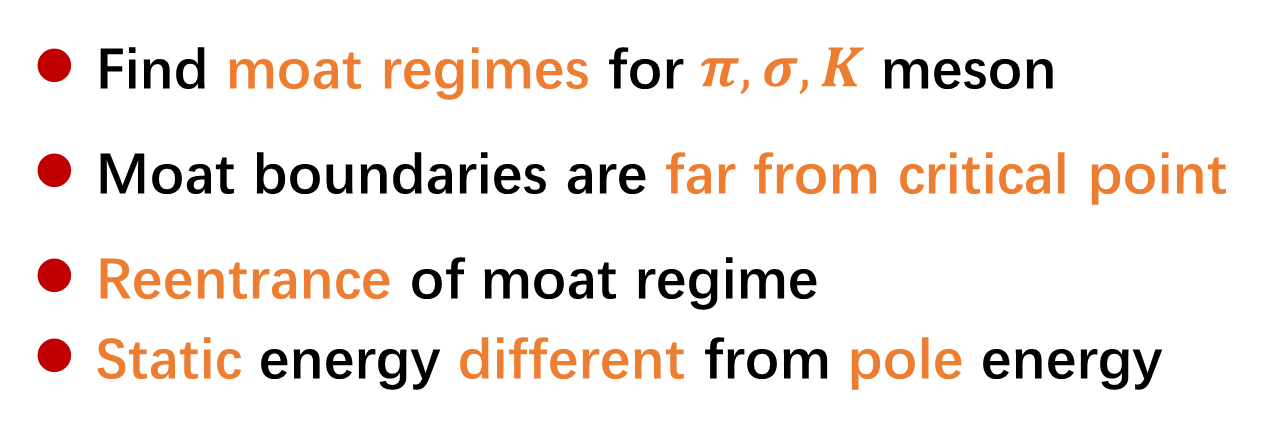 ● Find moat regimes for π, σ, K meson
● Moat boundaries are far from critical point
● Reentrance of moat regime
● Static energy different from pole energy